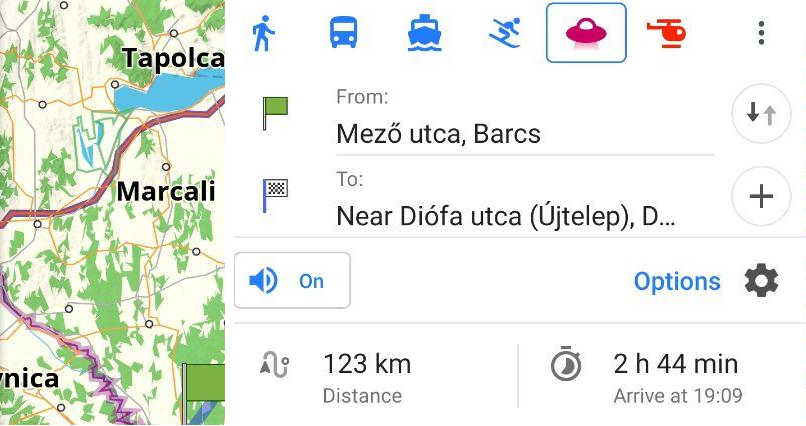 Tapolca
Marcali
vnica
From:
Mező utca, Barcs
To:
Near Diófa utca (Újtelep), D...
On
Options
123 km
Distance
2 h 44 min
Arrive at 19:09